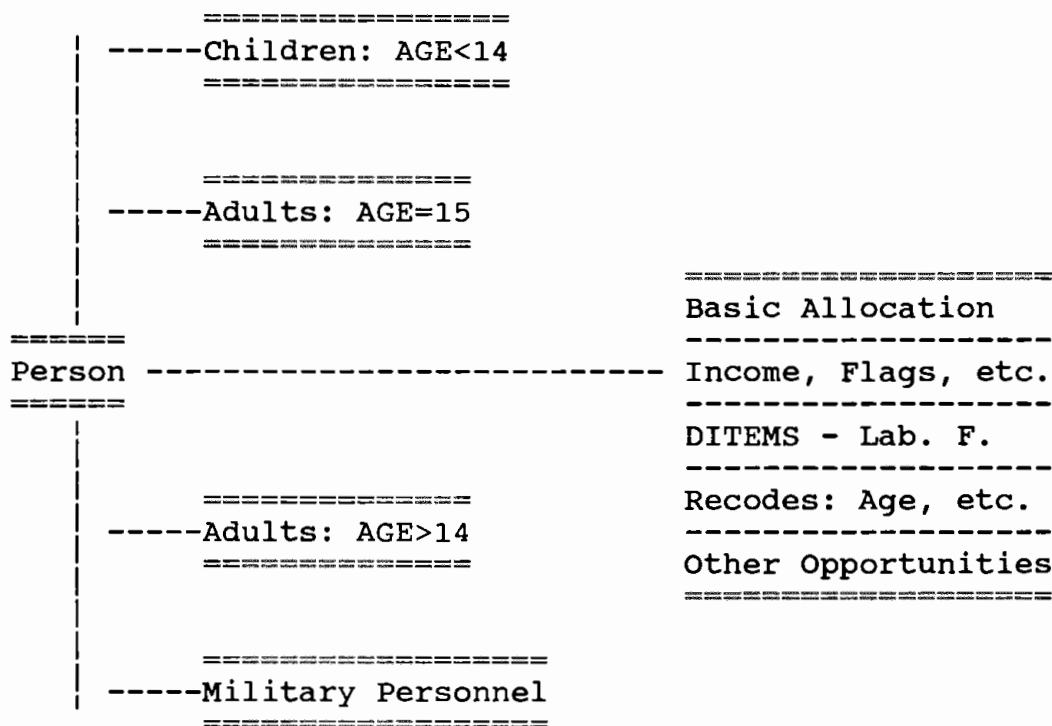 Children: AGE<14
Adults: AGE=15
Basic Allocation
Person
Income, Flags, etc.
DITEMS - Lab. F.
Recodes: Age, etc.
Adults: AGE>14
Other Opportunities
Military Personnel